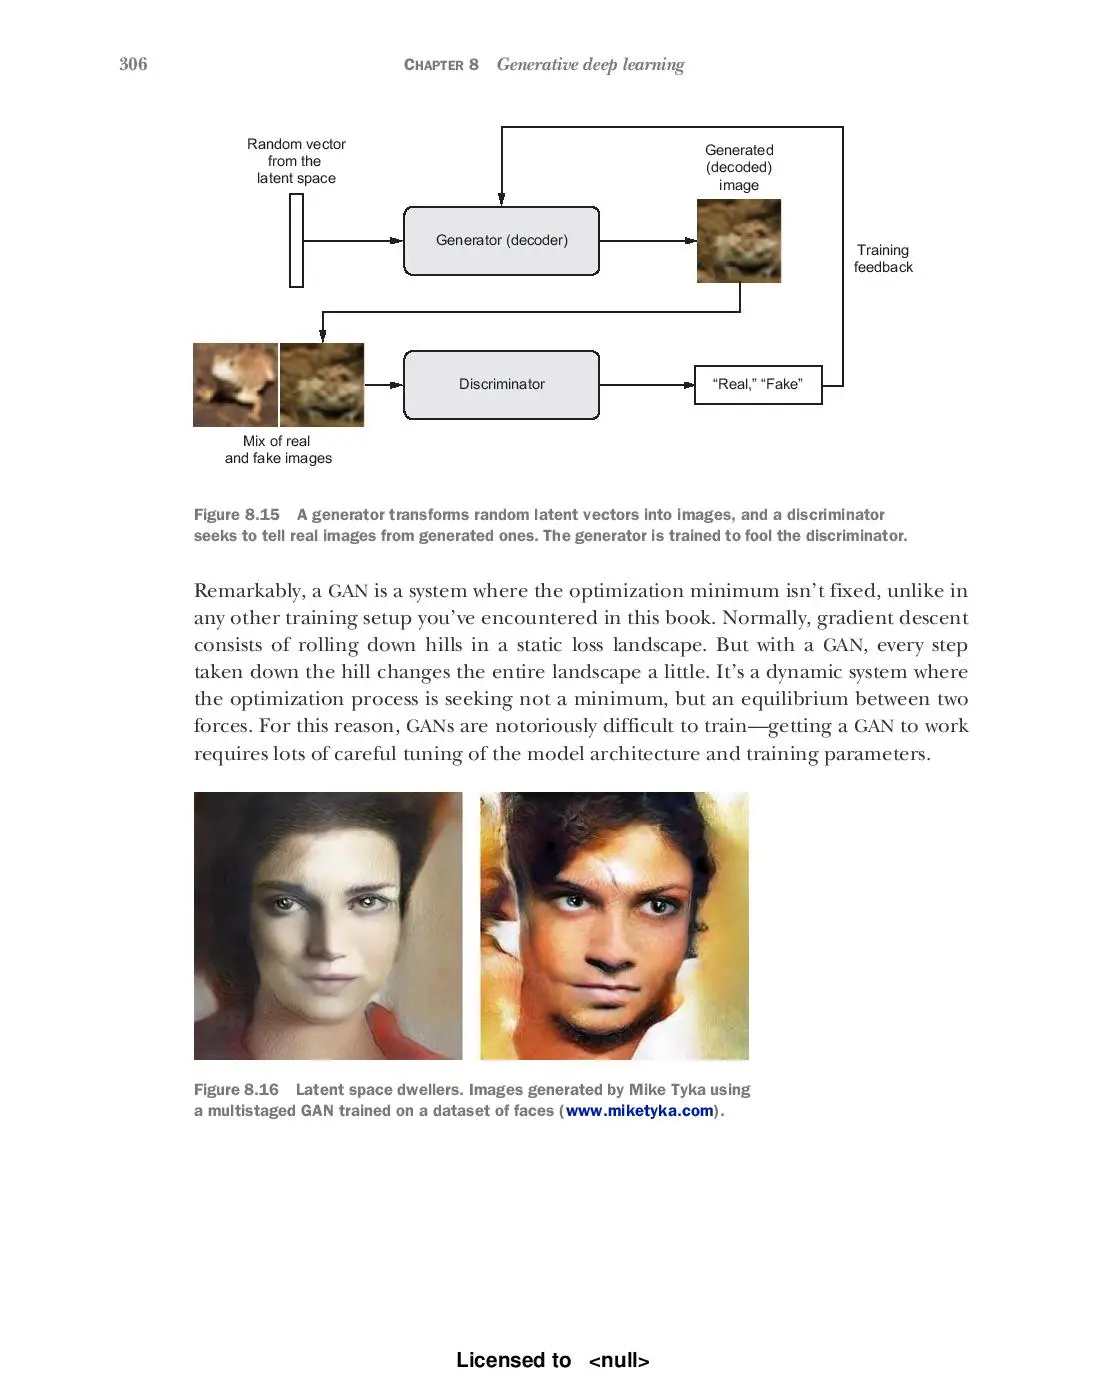 306
CHAPTER 8 Generative deep learning
Random vector
from the
latent space
Generator (decoder)
Generated
(decoded)
image
Training
feedback
Discriminator
“Real,” “Fake”
Mix of real
and fake images
Figure 8.15 A generator transforms random latent vectors into images, and a discriminator
seeks to tell real images from generated ones. The generator is trained to fool the discriminator.
Remarkably, a GAN is a system where the optimization minimum isn’t fixed, unlike in
any other training setup you’ve encountered in this book. Normally, gradient descent
consists of rolling down hills in a static loss landscape. But with a GAN, every step
taken down the hill changes the entire landscape a little. It’s a dynamic system where
the optimization process is seeking not a minimum, but an equilibrium between two
forces. For this reason, GANs are notoriously difficult to train—getting a GAN to work
requires lots of careful tuning of the model architecture and training parameters.
Figure 8.16 Latent space dwellers. Images generated by Mike Tyka using
a multistaged GAN trained on a dataset of faces (www.miketyka.com).
Licensed to <null>